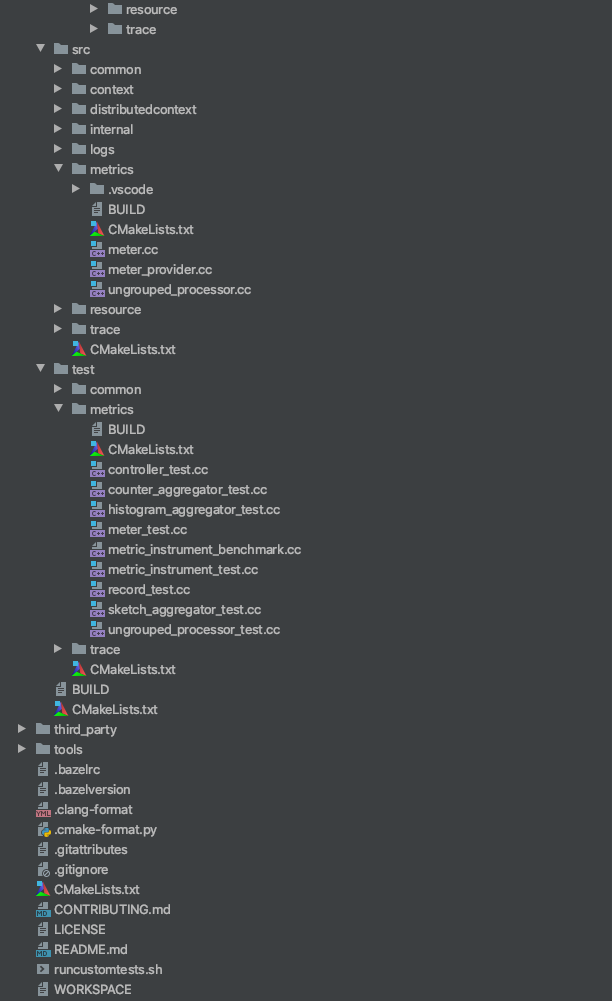 resource
trace
src
common
context
distributedcontext
internal
logs
metrics
.vscode
BUILD
CMakeLists.txt
meter.cc
meter_provider.cc
ungrouped_processor.cc
resource
trace
CMakeLists.txt
test
common
metrics
BUILD
CMakeLists.txt
controller_test.cc
counter_aggregator_test.cc
histogram_aggregator_test.cc
meter_test.cc
metric_instrument_benchmark.cc
metric_instrument_test.cc
record_test.cc
sketch_aggregator_test.cc
ungrouped_processor_test.cc
trace
CMakeLists.txt
BUILD
CMakeLists.txt
third_party
tools
.bazelrc
.bazelversion
.clang-format
.cmake-format.py
.gitattributes
.gitignore
CMakeLists.txt
CONTRIBUTING.md
LICENSE
README.md
runcustomtests.sh
WORKSPACE